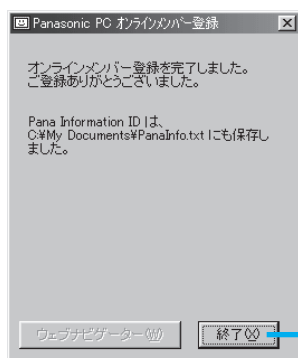 Panasonic PC オンラインメンバー登録
オンラインメンバー登録を完了しました。
ご登録ありがとうございました。
Pana Information ID は、
C:¥My Documents¥PanaInfo.txt にも保存し
ました。
ウェブナビゲーター(W)
終了(X)